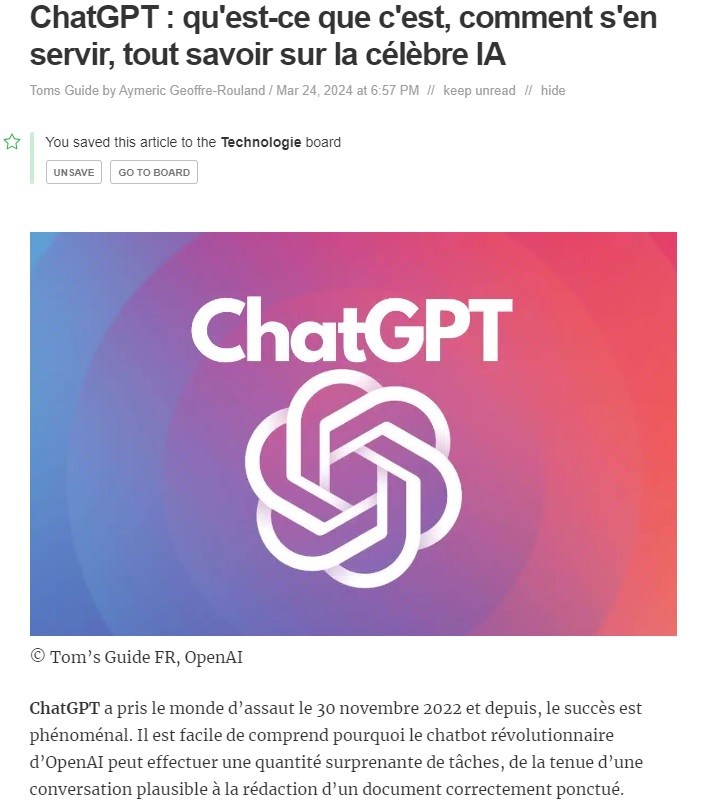 ChatGPT : qu'est-ce que c'est, comment s'en
servir, tout savoir sur la célèbre IA
Toms Guide by Aymeric Geoffre-Rouland / Mar 24, 2024 at 6:57 PM // keep unread // hide
You saved this article to the Technologie board
UNSAVE GO TO BOARD
ChatGPT
© Tom’s Guide FR, OpenAI
ChatGPT a pris le monde d’assaut le 30 novembre 2022 et depuis, le succès est
phénoménal. Il est facile de comprend pourquoi le chatbot révolutionnaire
d’OpenAI peut effectuer une quantité surprenante de tâches, de la tenue d’une
conversation plausible à la rédaction d’un document correctement ponctué.